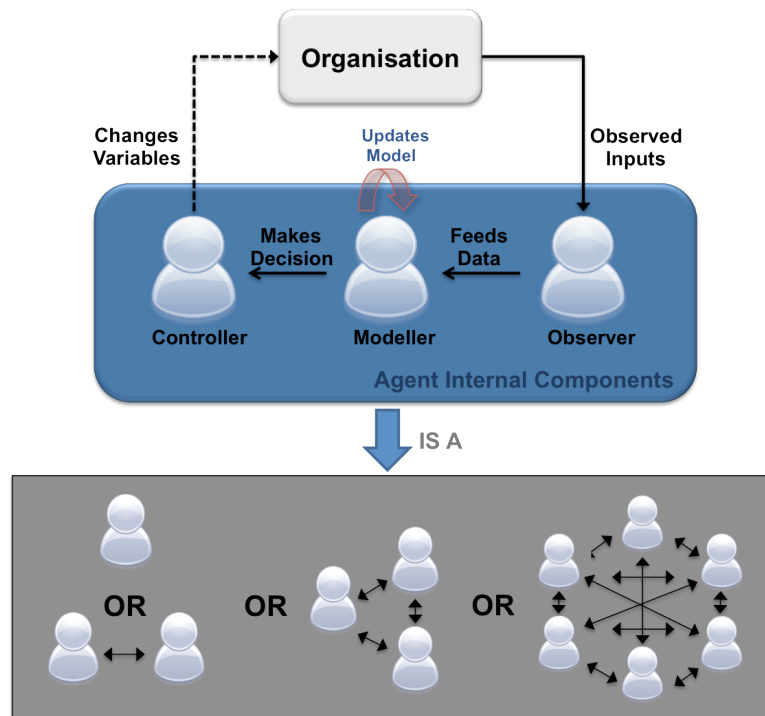 Organisation
Changes
Variables
Updates
Model
Observed
Inputs
Makes
Decision
Feeds
Data
Controller
Modeller
Observer
Agent Internal Components
IS A
OR
OR
OR